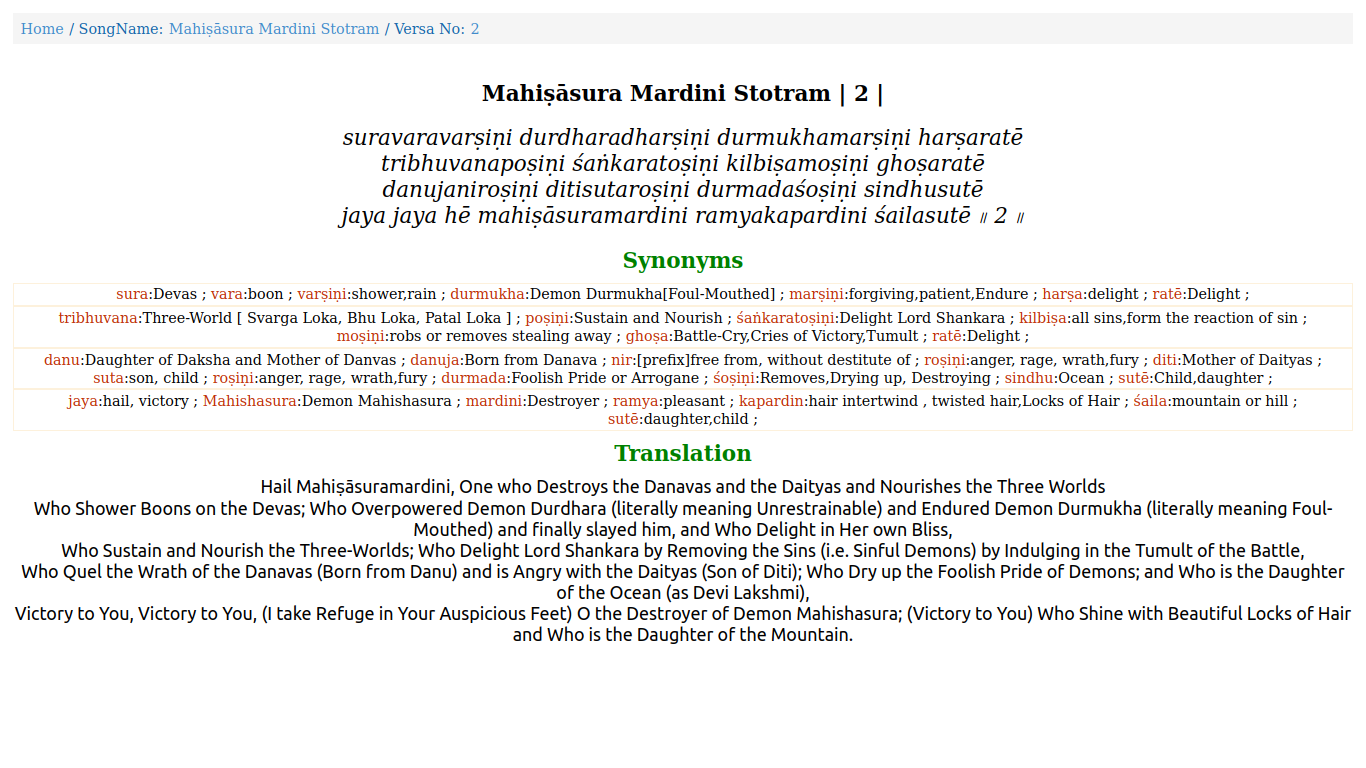 Home / SongName: Mahiṣāsura Mardini Stotram / Versa No: 2
Mahiṣāsura Mardini Stotram | 2 |
suravaravarṣiṇi durdharadharṣiṇi durmukhamarṣiṇi harṣaratē
tribhuvanapoṣiṇi śaṅkaratoṣiṇi kilbiṣamoṣiṇi ghoṣaratē
danujaniroṣiṇi ditisutaroṣiṇi durmadaśoṣiṇi sindhusutē
jaya jaya hē mahiṣāsuramardini ramyakapardini śailasutē ॥ 2 ॥
Synonyms
sura:Devas ; vara:boon ; varṣiṇi:shower,rain ; durmukha:Demon Durmukha[Foul-Mouthed] ; marṣiṇi:forgiving,patient,Endure ; harṣa:delight ; ratē:Delight ;
tribhuvana:Three-World [ Svarga Loka, Bhu Loka, Patal Loka ] ; poṣiṇi:Sustain and Nourish ; śaṅkaratoṣiṇi:Delight Lord Shankara ; kilbiṣa:all sins,form the reaction of sin ;
moṣiṇi:robs or removes stealing away ; ghoṣa:Battle-Cry,Cries of Victory,Tumult ; ratē:Delight ;
danu:Daughter of Daksha and Mother of Danvas ; danuja:Born from Danava ; nir:[prefix]free from, without destitute of ; roṣiṇi:anger, rage, wrath,fury ; diti:Mother of Daityas ;
suta:son, child ; roṣiṇi:anger, rage, wrath,fury ; durmada:Foolish Pride or Arrogane ; śoṣiṇi:Removes,Drying up, Destroying ; sindhu:Ocean ; sutē:Child,daughter ;
jaya:hail, victory ; Mahishasura:Demon Mahishasura ; mardini:Destroyer ; ramya:pleasant ; kapardin:hair intertwind , twisted hair,Locks of Hair ; śaila:mountain or hill ;
sutē:daughter,child ;
Translation
Hail Mahiṣāsuramardini, One who Destroys the Danavas and the Daityas and Nourishes the Three Worlds
Who Shower Boons on the Devas; Who Overpowered Demon Durdhara (literally meaning Unrestrainable) and Endured Demon Durmukha (literally meaning Foul-
Mouthed) and finally slayed him, and Who Delight in Her own Bliss,
Who Sustain and Nourish the Three-Worlds; Who Delight Lord Shankara by Removing the Sins (i.e. Sinful Demons) by Indulging in the Tumult of the Battle,
Who Quel the Wrath of the Danavas (Born from Danu) and is Angry with the Daityas (Son of Diti); Who Dry up the Foolish Pride of Demons; and Who is the Daughter
of the Ocean (as Devi Lakshmi),
Victory to You, Victory to You, (I take Refuge in Your Auspicious Feet) O the Destroyer of Demon Mahishasura; (Victory to You) Who Shine with Beautiful Locks of Hair
and Who is the Daughter of the Mountain.